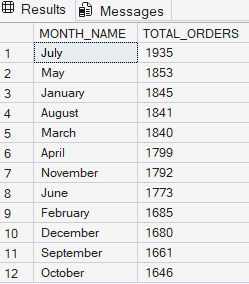 Results Messages
MONTH_NAME TOTAL_ORDERS
1 July 1935
2 May 1853
3 January 1845
4 August 1841
5 March 1840
6 April 1799
7 November 1792
8 June 1773
9 February 1685
10 December 1680
11 September 1661
12 October 1646